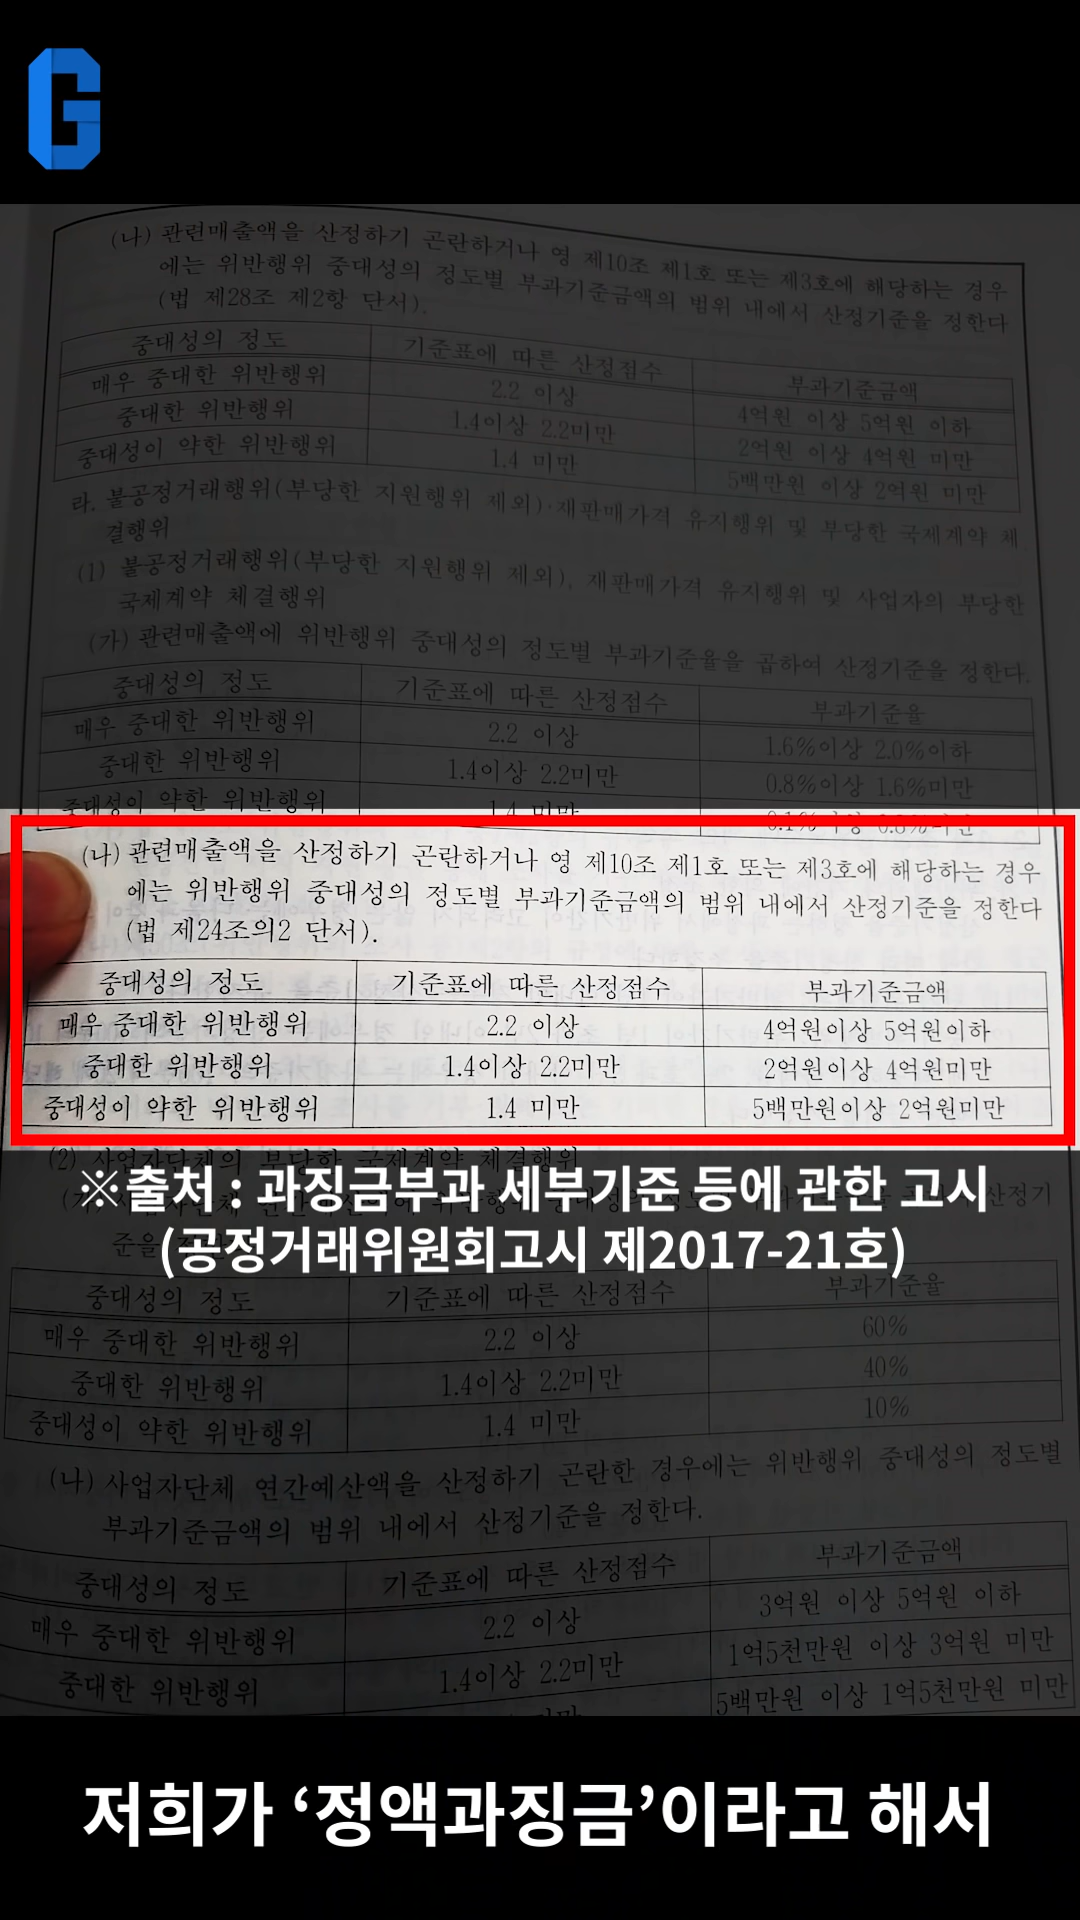 G
(나) 관련매출액을 산정하기 곤란하거나 영 제10조 제1호 또는 제3호에 해당하는 경우
에는 위반행위 중대성의 정도별 부과기준금액의 범위 내에서 산정기준을 정한다
(법 제28조 제2항 단서).
중대성의 정도 기준표에 따른 산정점수 부과기준금액
매우 중대한 위반행위 2.2 이상 4억원 이상 5억원 이하
중대한 위반행위 1.4이상 2.2미만 2억원 이상 4억원 미만
중대성이 약한 위반행위 1.4 미만 5백만원 이상 2억원 미만
라. 불공정거래행위(부당한 지원행위 제외)·재판매가격 유지행위 및 부당한 국제계약 체
결행위
(1) 불공정거래행위(부당한 지원행위 제외), 재판매가격 유지행위 및 사업자의 부당한
국제계약 체결행위
(가) 관련매출액에 위반행위 중대성의 정도별 부과기준율을 곱하여 산정기준을 정한다.
중대성의 정도 기준표에 따른 산정점수 부과기준율
매우 중대한 위반행위 2.2 이상 1.6%이상 2.0%이하
중대한 위반행위 1.4이상 2.2미만 0.8%이상 1.6%미만
중대성이 약한 위반행위 1.4 미만
(나) 관련매출액을 산정하기 곤란하거나 영 제10조 제1호 또는 제3호에 해당하는 경우
에는 위반행위 중대성의 정도별 부과기준금액의 범위 내에서 산정기준을 정한다
(법 제24조의2 단서).
중대성의 정도 기준표에 따른 산정점수 부과기준금액
매우 중대한 위반행위 2.2 이상 4억원이상 5억원이하
중대한 위반행위 1.4이상 2.2미만 2억원이상 4억원미만
중대성이 약한 위반행위 1.4 미만 5백만원이상 2억원미만
(2) 사업자단체의 부당한 국제계약 체결행위
※출처 : 과징금부과 세부기준 등에 관한 고시
(공정거래위원회고시 제2017-21호)
중대성의 정도 기준표에 따른 산정점수 부과기준율
매우 중대한 위반행위 2.2 이상 60%
중대한 위반행위 1.4이상 2.2미만 40%
중대성이 약한 위반행위 1.4 미만 10%
(나) 사업자단체 연간예산액을 산정하기 곤란한 경우에는 위반행위 중대성의 정도별
부과기준금액의 범위 내에서 산정기준을 정한다.
중대성의 정도 기준표에 따른 산정점수 부과기준금액
매우 중대한 위반행위 2.2 이상 3억원 이상 5억원 이하
중대한 위반행위 1.4이상 2.2미만 1억5천만원 이상 3억원 미만
5백만원 이상 1억5천만원 미만
저희가 ‘정액과징금’이라고 해서